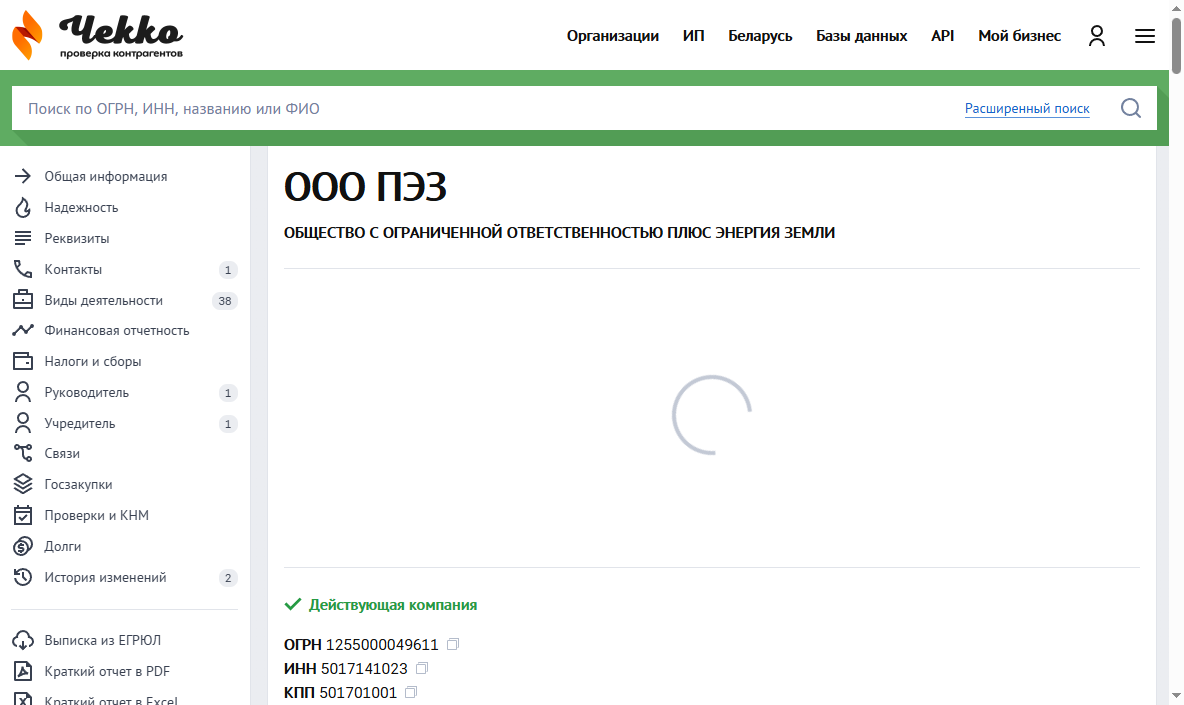 Чекко
проверка контрагентов
Организации ИП Беларусь Базы данных API Мой бизнес
Поиск по ОГРН, ИНН, названию или ФИО
Расширенный поиск
Общая информация
Надежность
Реквизиты
Контакты 1
Виды деятельности 38
Финансовая отчетность
Налоги и сборы
Руководитель 1
Учредитель 1
Связи
Госзакупки
Проверки и КНМ
Долги
История изменений 2
Выписка из ЕГРЮЛ
Краткий отчет в PDF
Краткий отчет в Excel
ООО ПЭЗ
ОБЩЕСТВО С ОГРАНИЧЕННОЙ ОТВЕТСТВЕННОСТЬЮ ПЛЮС ЭНЕРГИЯ ЗЕМЛИ
Действующая компания
ОГРН 1255000049611
ИНН 5017141023
КПП 501701001